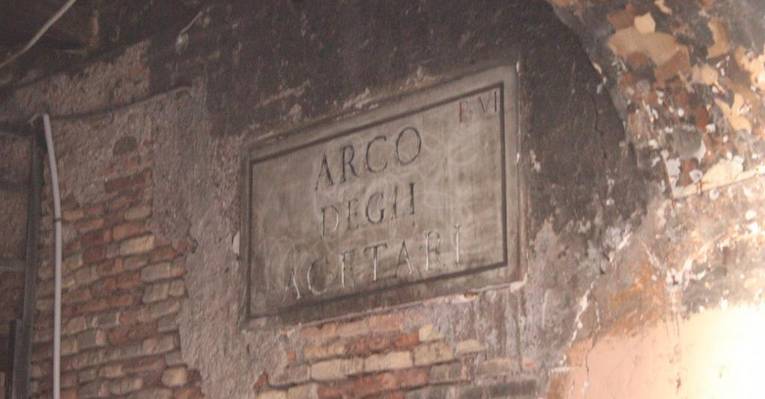 R. VI
ARCO
DEGLI
ACETARI